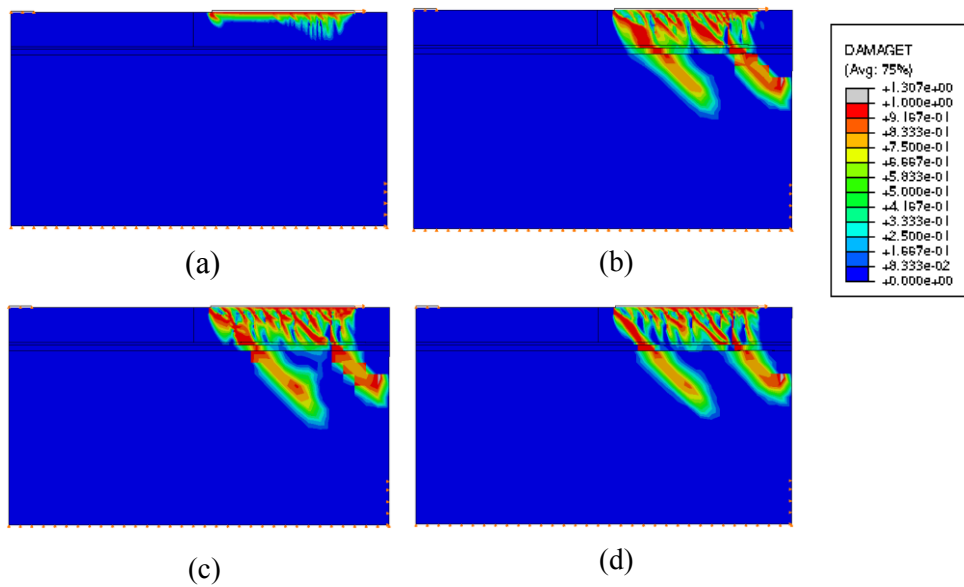 DAMAGET
(Avg: 75%)
+1.307e+00
+1.000e+00
+9.167e-01
+8.333e-01
+7.500e-01
+6.667e-01
+5.833e-01
+5.000e-01
+4.167e-01
+3.333e-01
+2.500e-01
+1.667e-01
+8.333e-02
+0.000e+00
(a)
(b)
(c)
(d)